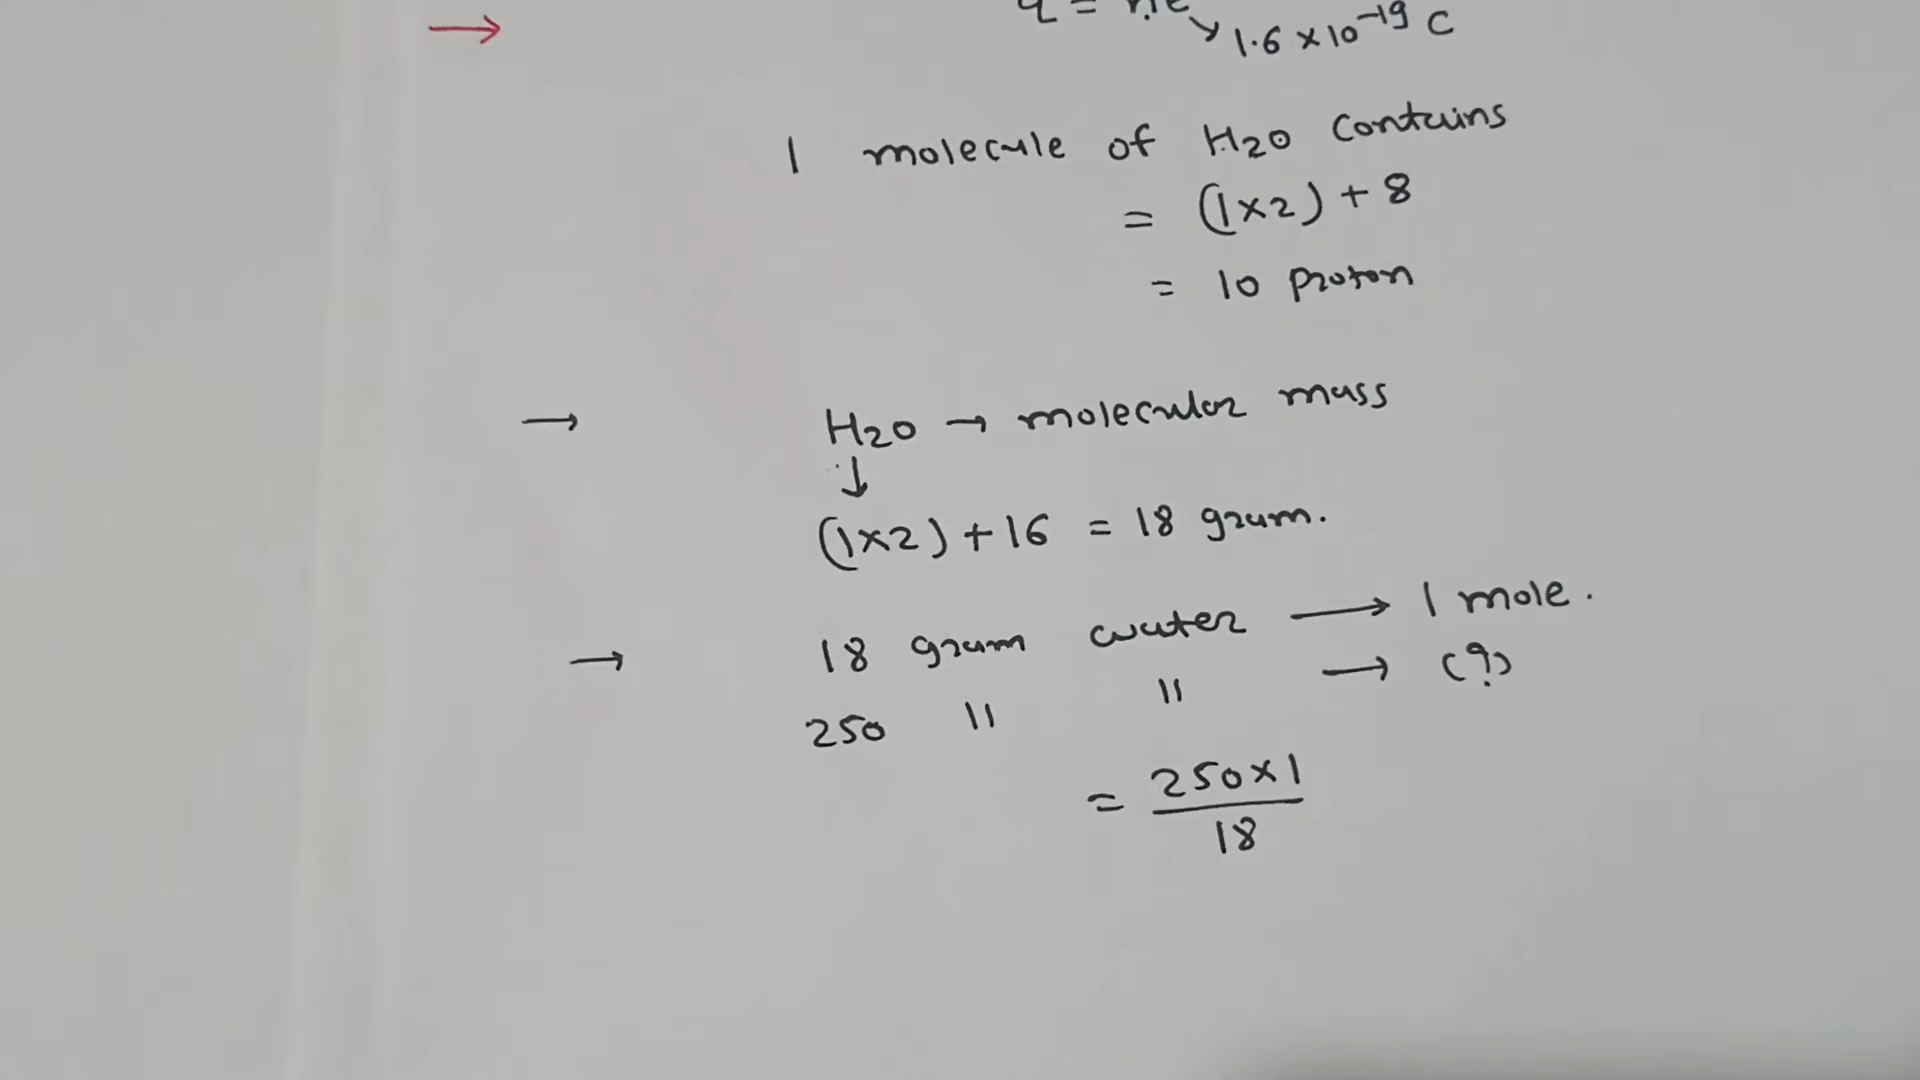 q = ne
→ 1.6 × 10⁻¹⁹ C
1 molecule of H₂O contains
= (1×2) + 8
= 10 proton
→ H₂O → molecular mass
↓
(1×2) + 16 = 18 gram.
→ 18 gram water → 1 mole.
250 " " → (?)
= 250×1
18